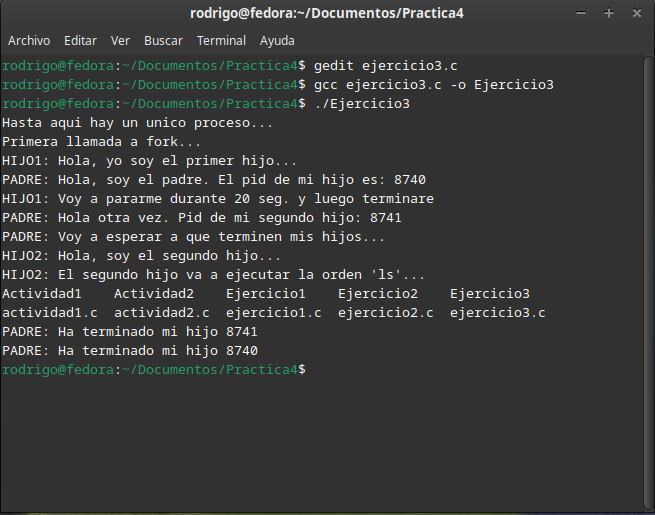 rodrigo@fedora:~/Documentos/Practica4
Archivo Editar Ver Buscar Terminal Ayuda
rodrigo@fedora:~/Documentos/Practica4$ gedit ejercicio3.c
rodrigo@fedora:~/Documentos/Practica4$ gcc ejercicio3.c -o Ejercicio3
rodrigo@fedora:~/Documentos/Practica4$ ./Ejercicio3
Hasta aqui hay un unico proceso...
Primera llamada a fork...
HIJO1: Hola, yo soy el primer hijo...
PADRE: Hola, soy el padre. El pid de mi hijo es: 8740
HIJO1: Voy a pararme durante 20 seg. y luego terminare
PADRE: Hola otra vez. Pid de mi segundo hijo: 8741
PADRE: Voy a esperar a que terminen mis hijos...
HIJO2: Hola, soy el segundo hijo...
HIJO2: El segundo hijo va a ejecutar la orden 'ls'...
Actividad1    Actividad2    Ejercicio1    Ejercicio2    Ejercicio3
actividad1.c  actividad2.c  ejercicio1.c  ejercicio2.c  ejercicio3.c
PADRE: Ha terminado mi hijo 8741
PADRE: Ha terminado mi hijo 8740
rodrigo@fedora:~/Documentos/Practica4$